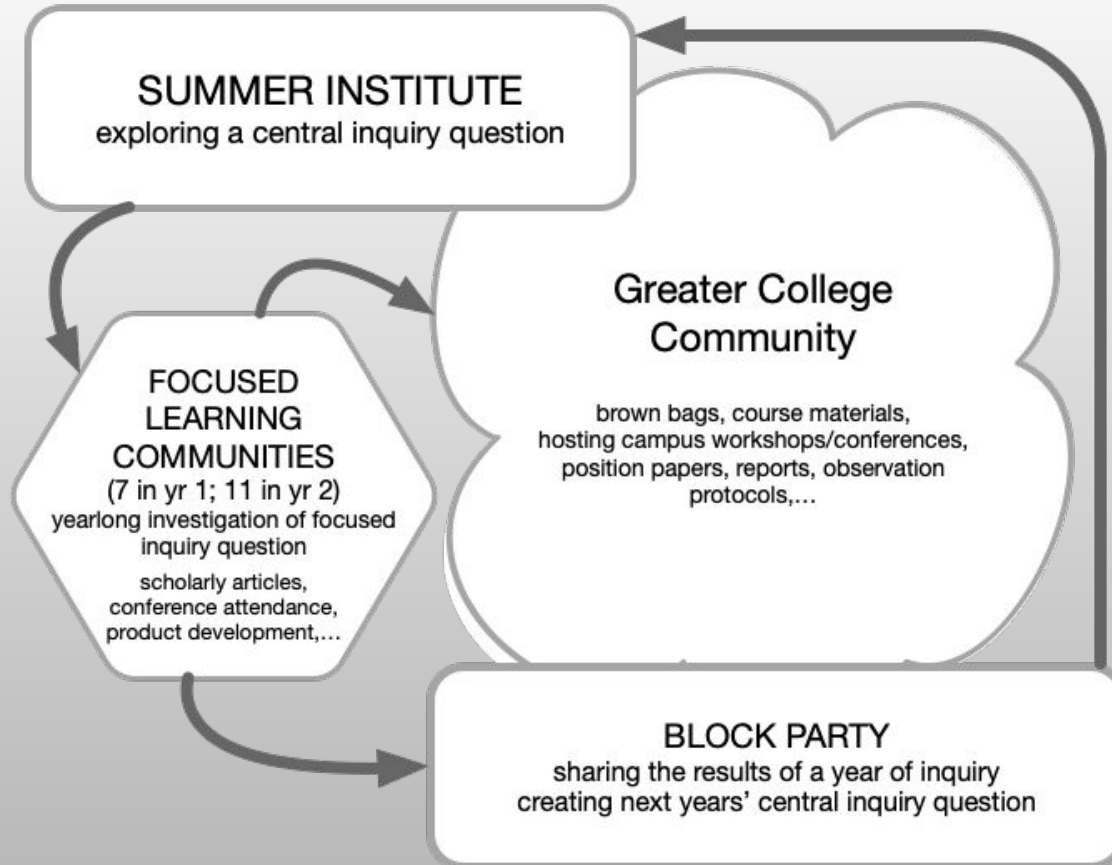 SUMMER INSTITUTE
exploring a central inquiry question
FOCUSED
LEARNING
COMMUNITIES
(7 in yr 1; 11 in yr 2)
yearlong investigation of focused
inquiry question
scholarly articles,
conference attendance,
product development,...
Greater College
Community
brown bags, course materials,
hosting campus workshops/conferences,
position papers, reports, observation
protocols,...
BLOCK PARTY
sharing the results of a year of inquiry
creating next years’ central inquiry question